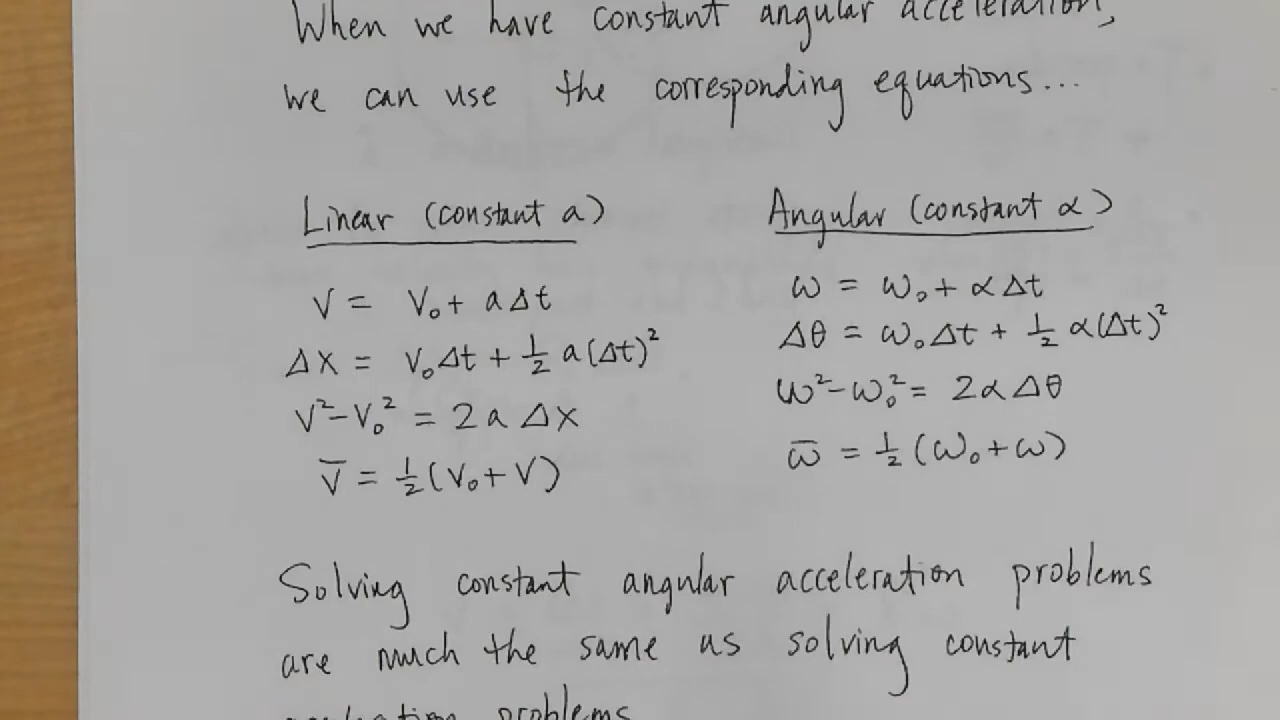 When we have constant angular acceleration,
we can use the corresponding equations...
Linear (constant a)
V = V₀ + aΔt
Δx = V₀Δt + ½ a(Δt)²
V² - V₀² = 2aΔx
V̅ = ½(V₀ + V)
Angular (constant α)
ω = ω₀ + αΔt
Δθ = ω₀Δt + ½ α(Δt)²
ω² - ω₀² = 2αΔθ
ω̅ = ½(ω₀ + ω)
Solving constant angular acceleration problems
are much the same as solving constant
acceleration problems